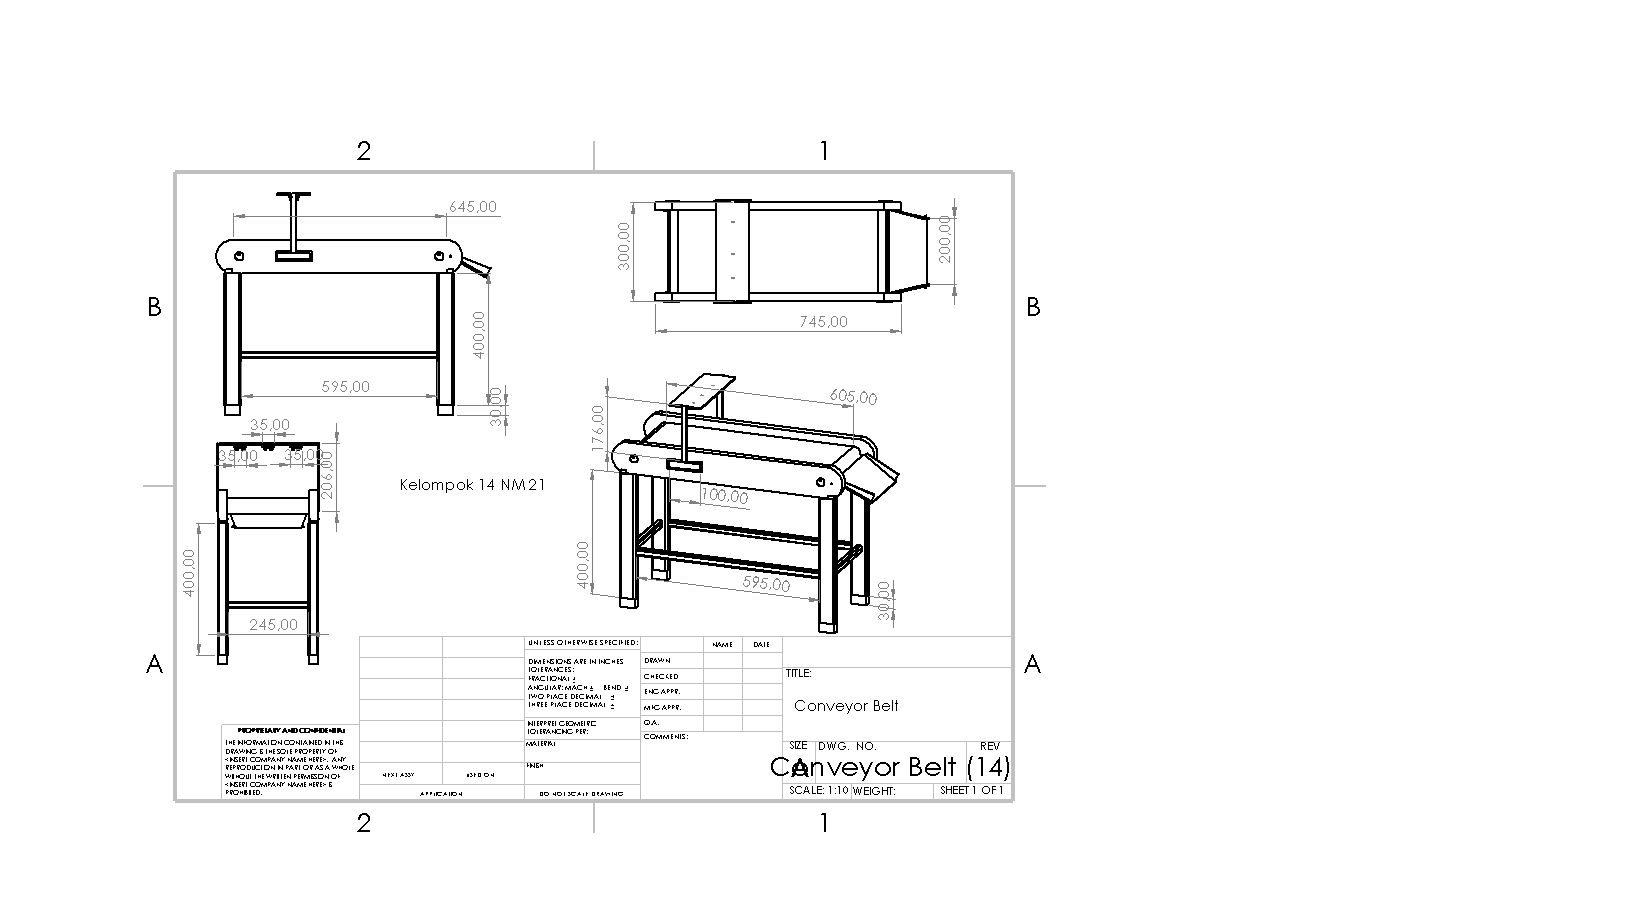 2 1
B B
A A
2 1
645,00
400,00
595,00
30,00
300,00
200,00
745,00
35,00
35,00 35,00
206,00
400,00
245,00
Kelompok 14 NM21
605,00
176,00
100,00
400,00
595,00
30,00
PROPRIETARY AND CONFIDENTIAL
THE INFORMATION CONTAINED IN THIS
DRAWING IS THE SOLE PROPERTY OF
<INSERT COMPANY NAME HERE>. ANY
REPRODUCTION IN PART OR AS A WHOLE
WITHOUT THE WRITTEN PERMISSION OF
<INSERT COMPANY NAME HERE> IS
PROHIBITED.
NEXT ASSY USED ON
APPLICATION
UNLESS OTHERWISE SPECIFIED:
DIMENSIONS ARE IN INCHES
TOLERANCES:
FRACTIONAL ±
ANGULAR: MACH ± BEND ±
TWO PLACE DECIMAL ±
THREE PLACE DECIMAL ±
INTERPRET GEOMETRIC
TOLERANCING PER:
MATERIAL
FINISH
DO NOT SCALE DRAWING
NAME DATE
DRAWN
CHECKED
ENG APPR.
MFG APPR.
Q.A.
COMMENTS:
TITLE:
Conveyor Belt
SIZE DWG. NO. REV
A
Conveyor Belt (14)
SCALE: 1:10 WEIGHT: SHEET 1 OF 1